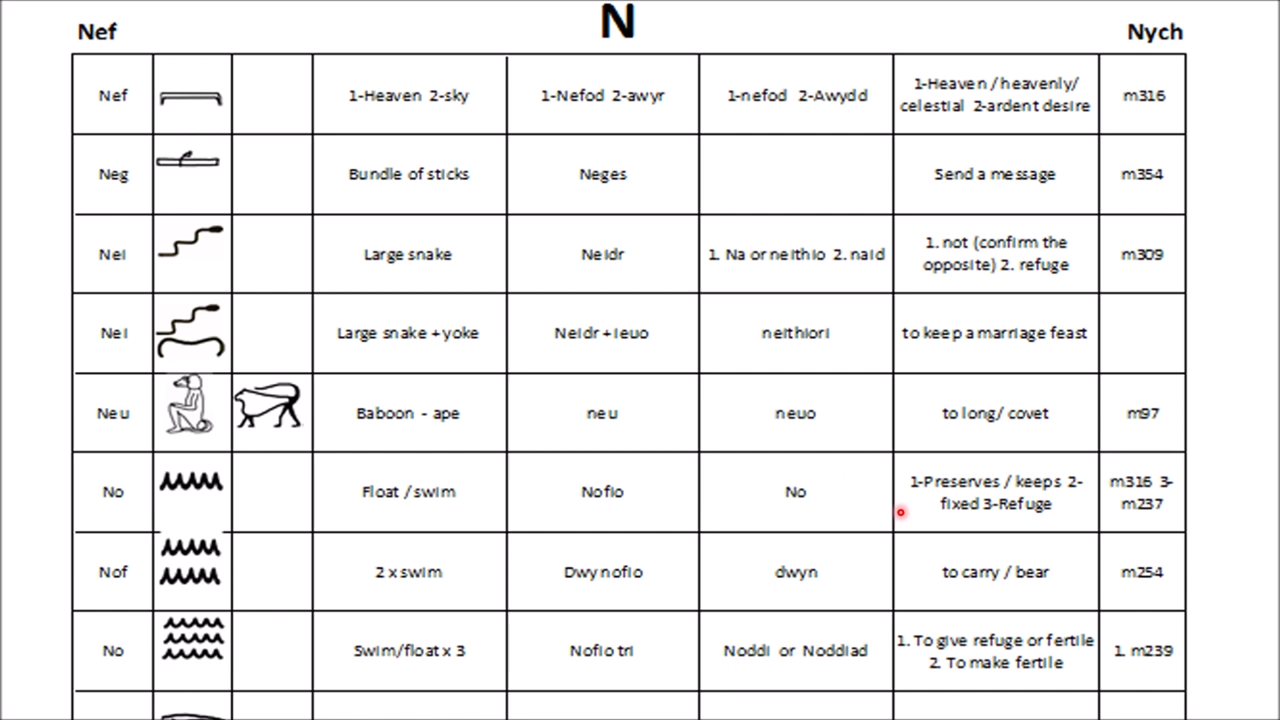 N
Nef Nych
Nef 1-Heaven 2-sky 1-Nefod 2-awyr 1-nefod 2-Awydd 1-Heaven / heavenly/ celestial 2-ardent desire m316
Neg Bundle of sticks Neges Send a message m354
Nei Large snake Neidr 1. Na or neithio 2. naid 1. not (confirm the opposite) 2. refuge m309
Nei Large snake + yoke Neidr + Ieuo neithiori to keep a marriage feast
Neu Baboon - ape neu neuo to long/ covet m97
No Float / swim Nofio No 1-Preserves / keeps 2-fixed 3-Refuge m316 3-m237
Nof 2 x swim Dwy nofio dwyn to carry / bear m254
No Swim/float x 3 Nofio tri Noddi or Noddiad 1. To give refuge or fertile 2. To make fertile 1. m239